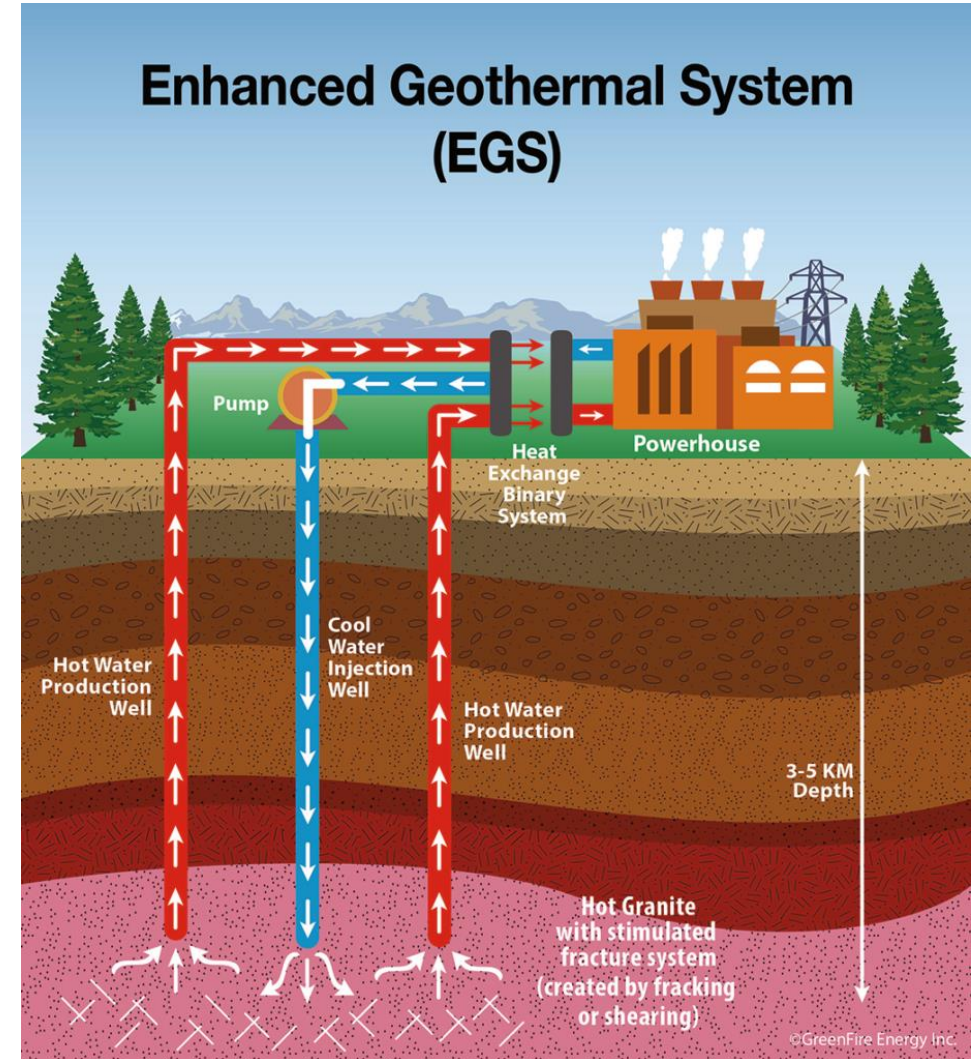 Enhanced Geothermal System
(EGS)
Pump
Powerhouse
Heat
Exchange
Binary
System
Cool
Water
Injection
Well
Hot Water
Production
Well
Hot Water
Production
Well
3-5 KM
Depth
Hot Granite
with stimulated
fracture system
(created by fracking
or shearing)
©GreenFire Energy Inc.